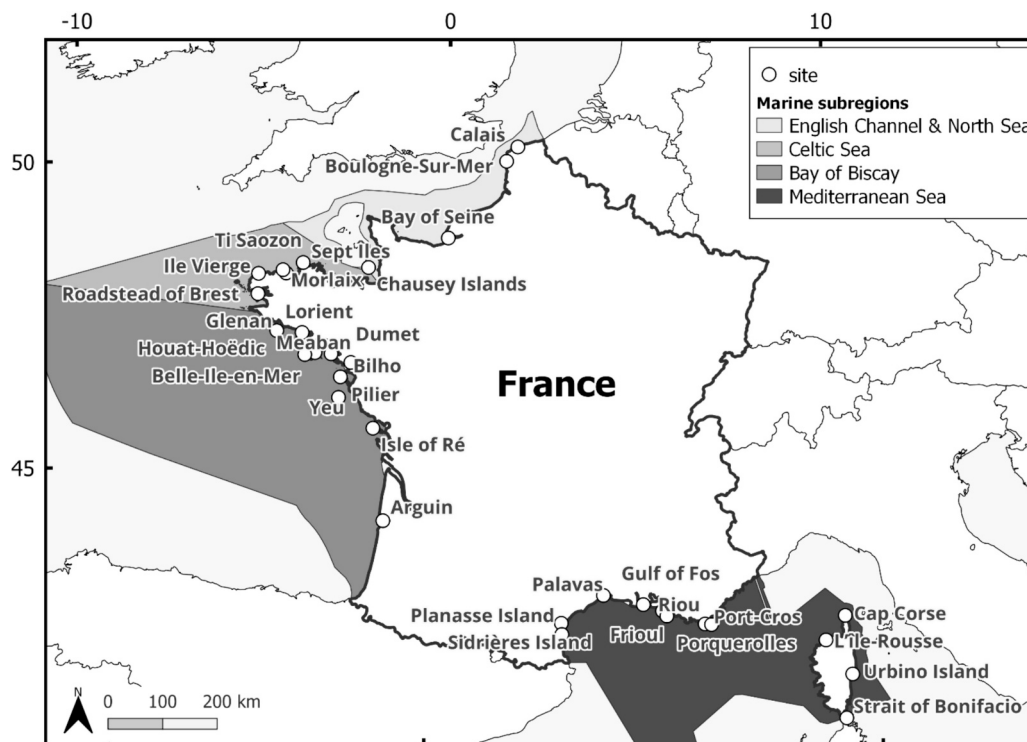 -10
0
10
site
Marine subregions
English Channel & North Sea
Celtic Sea
Bay of Biscay
Mediterranean Sea
50
45
Calais
Boulogne-Sur-Mer
Bay of Seine
Ti Saozon
Sept Îles
Ile Vierge
Morlaix
Chausey Islands
Roadstead of Brest
Glenan
Lorient
Dumet
Houat-Hoëdic
Meaban
Bilho
Belle-Ile-en-Mer
Pilier
Yeu
France
Isle of Ré
Arguin
Palavas
Gulf of Fos
Planasse Island
Riou
Port-Cros
Cap Corse
Sidrières Island
Frioul
Porquerolles
L'Île-Rousse
Urbino Island
Strait of Bonifacio
N
0 100 200 km